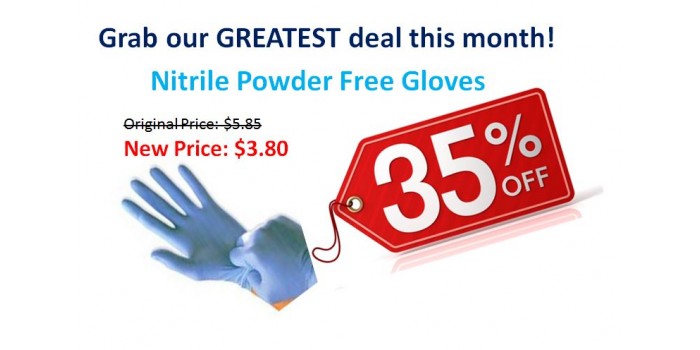 Grab our GREATEST deal this month!
Nitrile Powder Free Gloves
Original Price: $5.85
New Price: $3.80
35% OFF